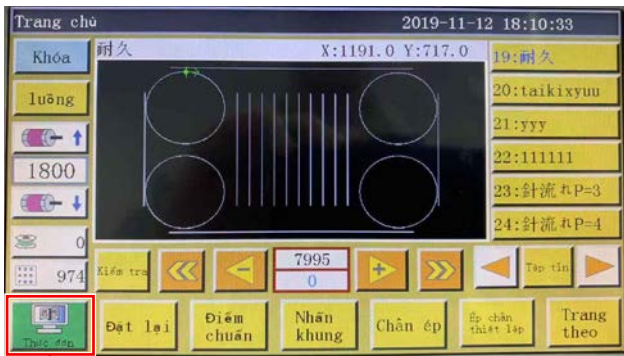 Trang chủ 2019-11-12 18:10:33
Khóa
耐久 X:1191.0 Y:717.0
19:耐久
luồng
20:taikixyuu
21:yyy
1800
22:111111
23:針流れP=3
24:針流れP=4
0
974
Kiểm tra
7995
0
Tập tin
Thực đơn
Đặt lại
Điểm chuẩn
Nhấn khung
Chân ép
Ép chân thiết lập
Trang theo